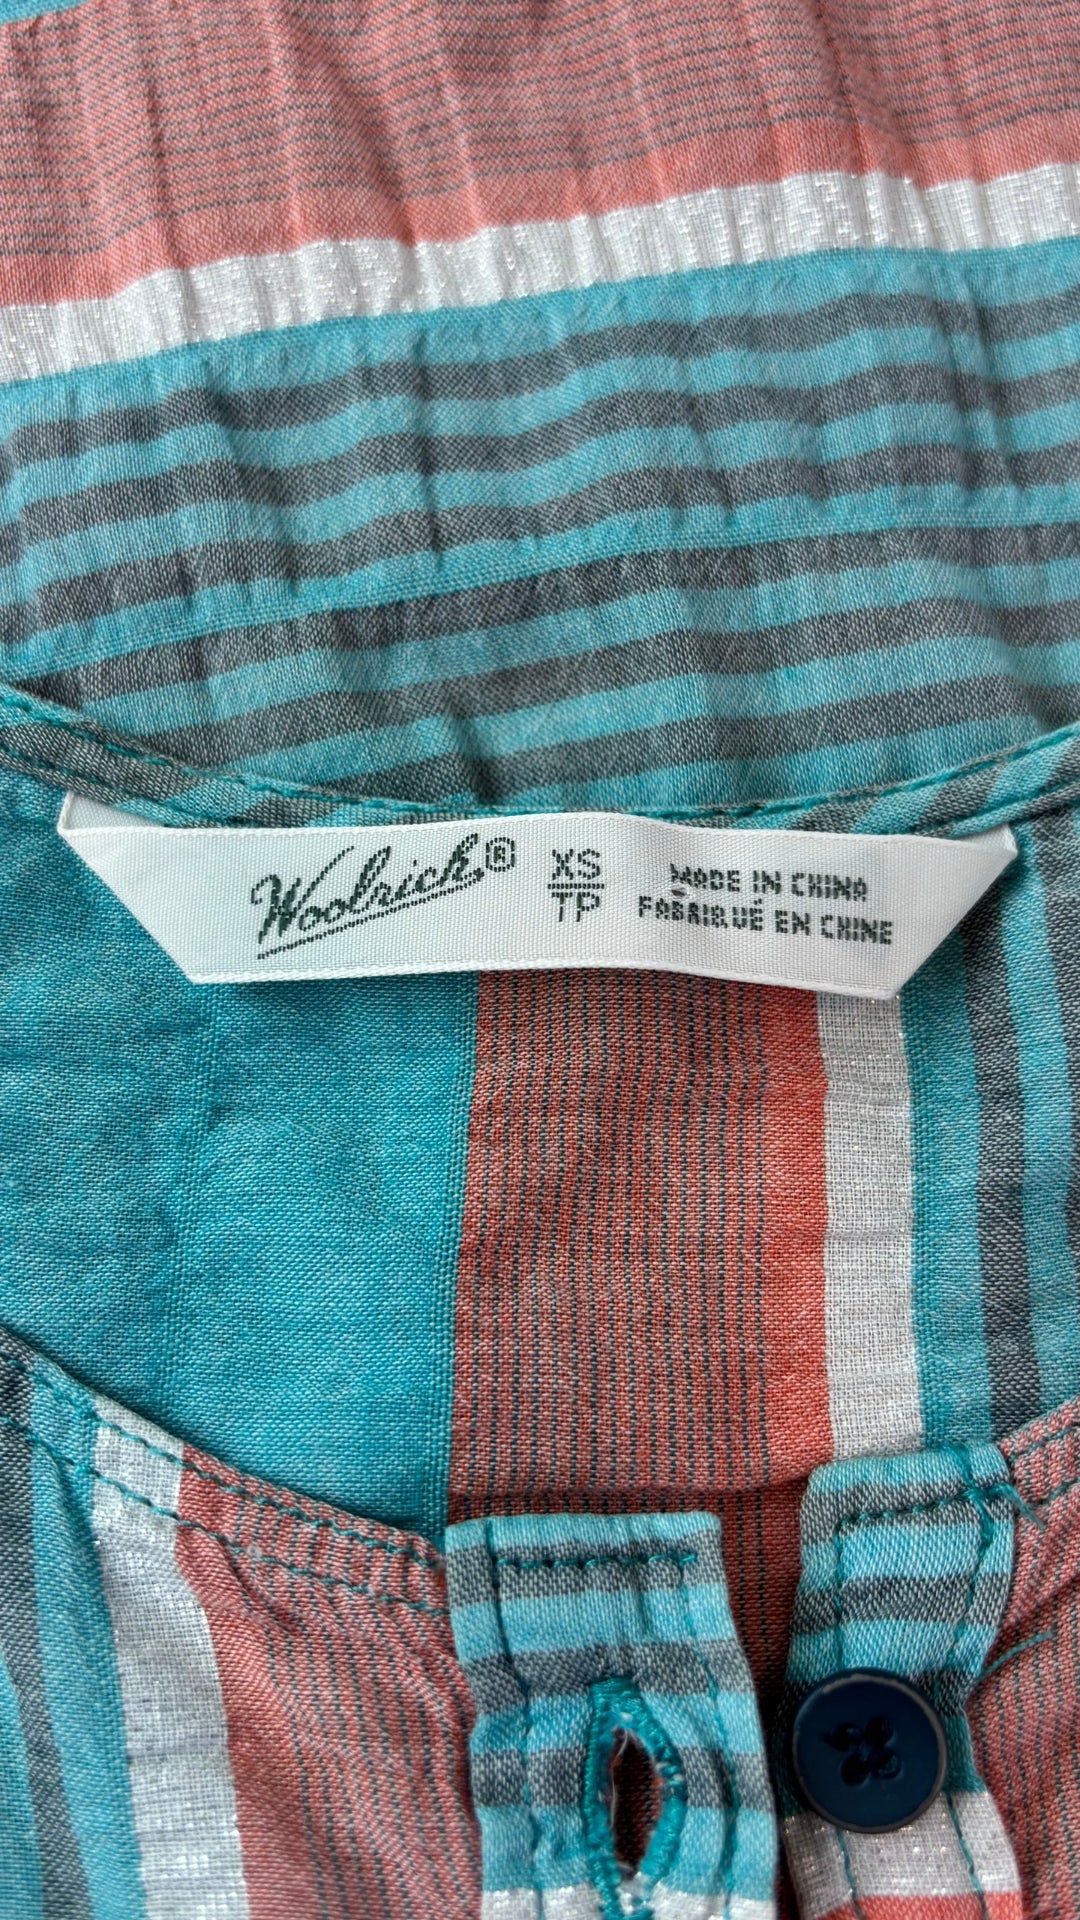 Woolrich®
XS
TP
MADE IN CHINA
FABRIQUÉ EN CHINE